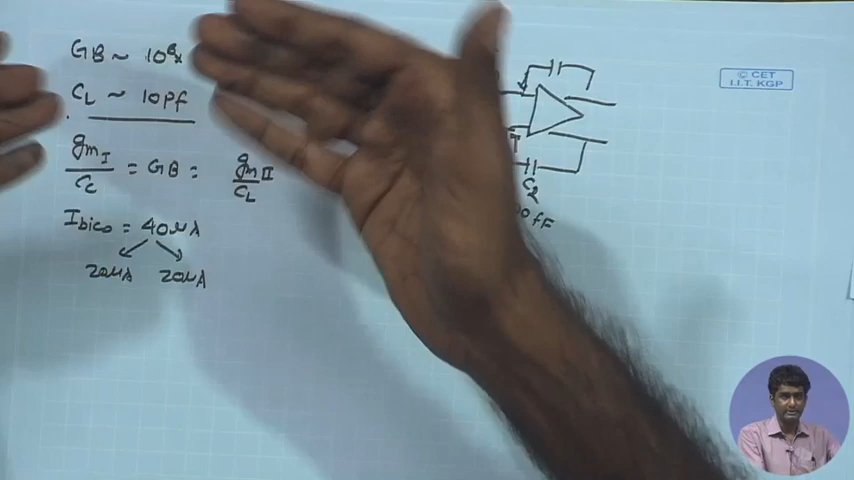 GB ~ 10⁸
CL ~ 10pf
gmI / Cc = GB = gmII / CL
Ibias = 40µA
20µA 20µA
C2
© CET
I.I.T. KGP